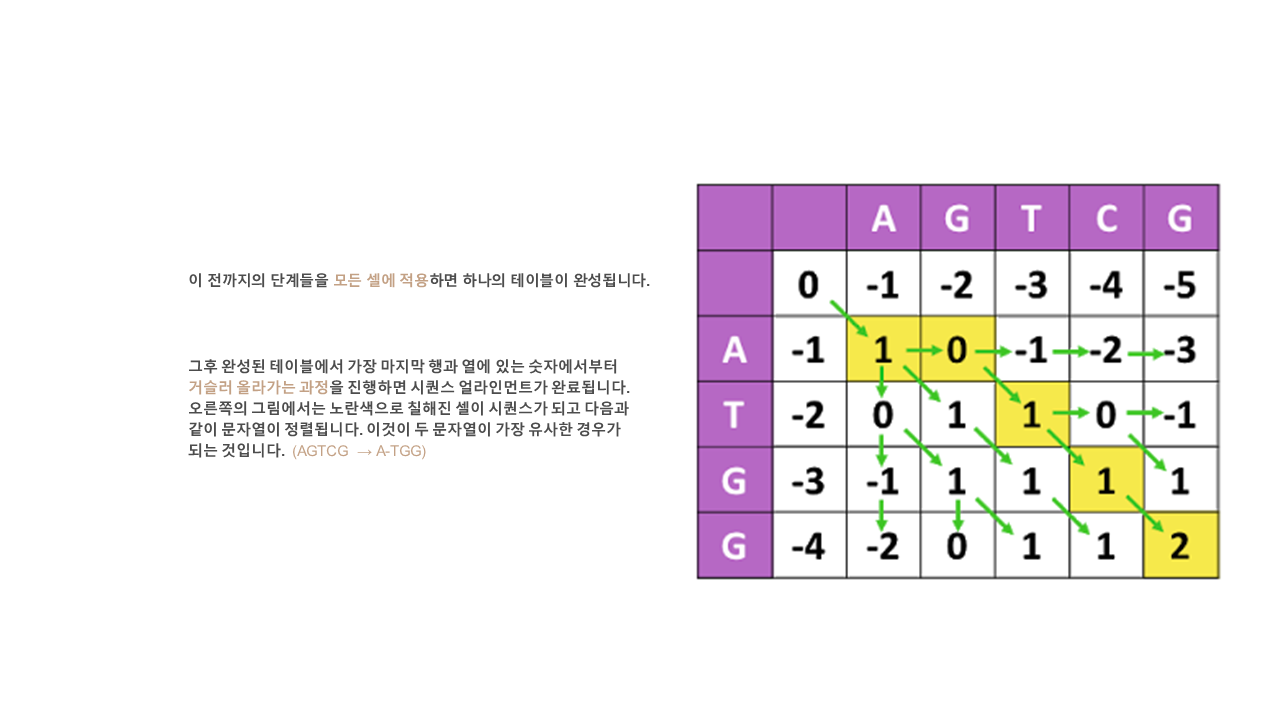 이 전까지의 단계들을 모든 셀에 적용하면 하나의 테이블이 완성됩니다.
그후 완성된 테이블에서 가장 마지막 행과 열에 있는 숫자에서부터
거슬러 올라가는 과정을 진행하면 시퀀스 얼라인먼트가 완료됩니다.
오른쪽의 그림에서는 노란색으로 칠해진 셀이 시퀀스가 되고 다음과
같이 문자열이 정렬됩니다. 이것이 두 문자열이 가장 유사한 경우가
되는 것입니다. (AGTCG → A-TGG)
A G T C G
0 -1 -2 -3 -4 -5
A -1 1 0 -1 -2 -3
T -2 0 1 1 0 -1
G -3 -1 1 1 1 1
G -4 -2 0 1 1 2